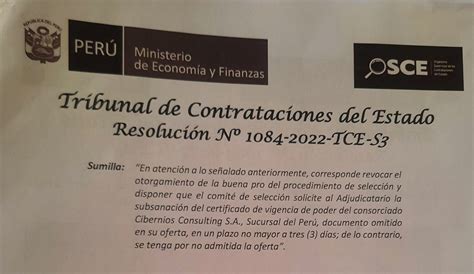 PERÚ
Ministerio
de Economía y Finanzas
OSCE
Tribunal de Contrataciones del Estado
Resolución Nº 1084-2022-TCE-S3
Sumilla: “En atención a lo señalado anteriormente, corresponde revocar el
otorgamiento de la buena pro del procedimiento de selección y
disponer que el comité de selección solicite al Adjudicatario la
subsanación del certificado de vigencia de poder del consorciado
Cibernios Consulting S.A., Sucursal del Perú, documento omitido
en su oferta, en un plazo no mayor a tres (3) días; de lo contrario,
se tenga por no admitida la oferta”.